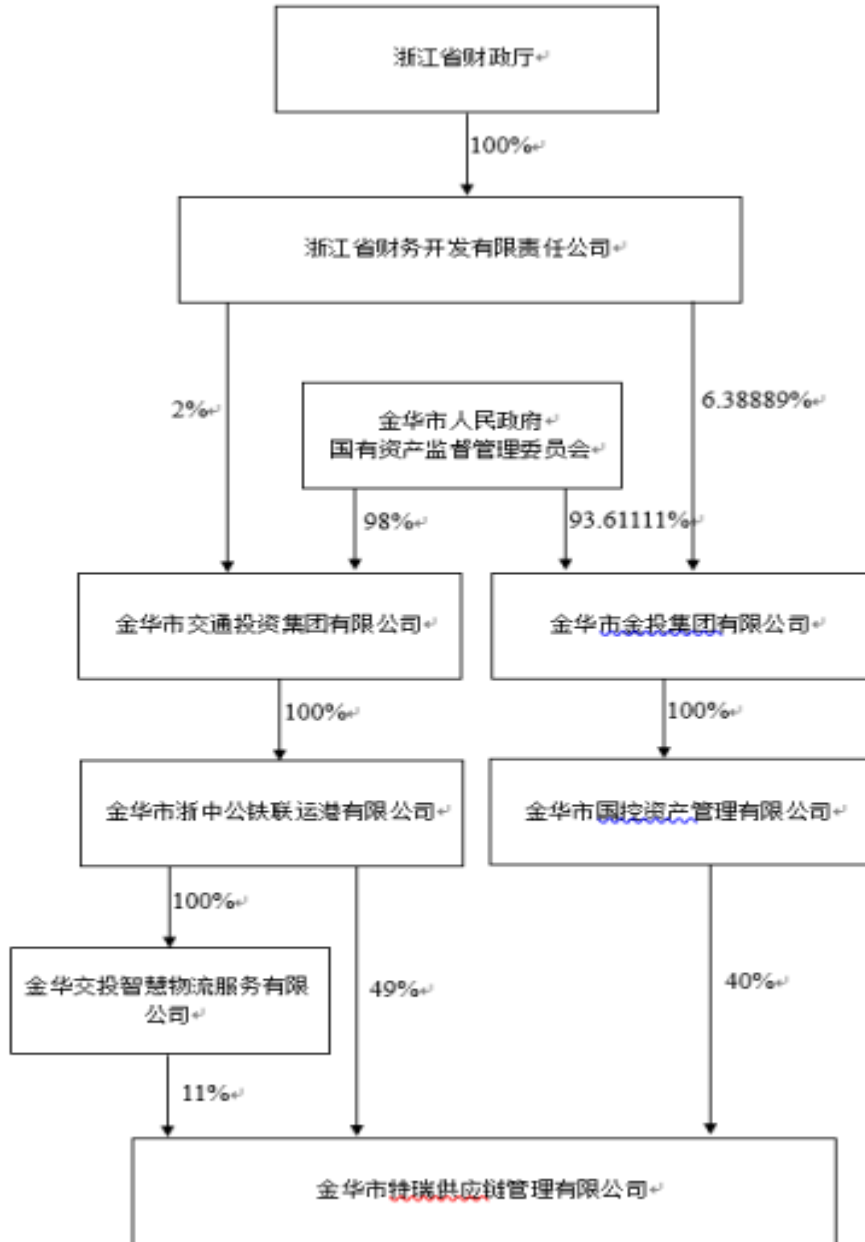 浙江省财政厅↵
100%↵
浙江省财务开发有限责任公司↵
2%↵
6.38889%↵
金华市人民政府↵
国有资产监督管理委员会↵
98%↵
93.61111%↵
金华市交通投资集团有限公司↵
金华市金投集团有限公司↵
100%↵
100%↵
金华市浙中公铁联运港有限公司↵
金华市国控资产管理有限公司↵
100%↵
金华交投智慧物流服务有限
公司↵
49%↵
40%↵
11%↵
金华市特瑞供应链管理有限公司↵